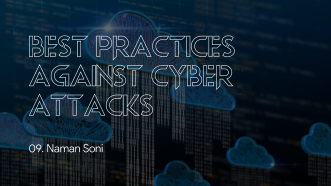 BEST PRACTICES
AGAINST CYBER
ATTACKS
09. Naman Soni